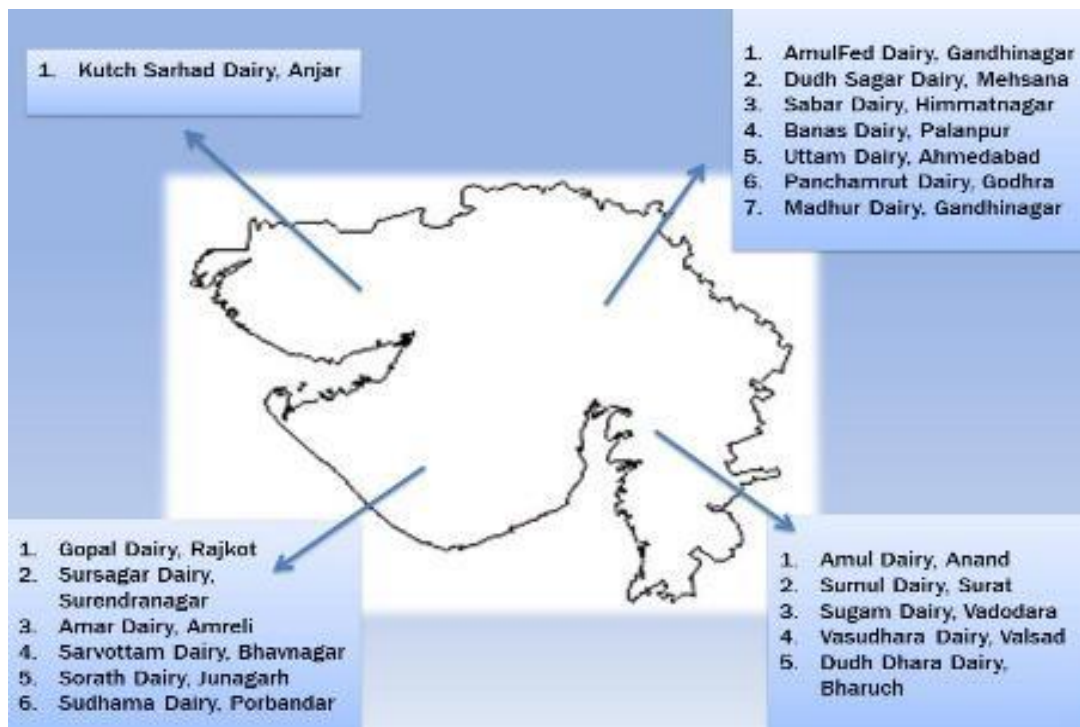 1. Kutch Sarhad Dairy, Anjar
1. AmulFed Dairy, Gandhinagar
2. Dudh Sagar Dairy, Mehsana
3. Sabar Dairy, Himmatnagar
4. Banas Dairy, Palanpur
5. Uttam Dairy, Ahmedabad
6. Panchamrut Dairy, Godhra
7. Madhur Dairy, Gandhinagar
1. Gopal Dairy, Rajkot
2. Sursagar Dairy,
Surendranagar
3. Amar Dairy, Amreli
4. Sarvottam Dairy, Bhavnagar
5. Sorath Dairy, Junagarh
6. Sudhama Dairy, Porbandar
1. Amul Dairy, Anand
2. Sumul Dairy, Surat
3. Sugam Dairy, Vadodara
4. Vasudhara Dairy, Valsad
5. Dudh Dhara Dairy,
Bharuch